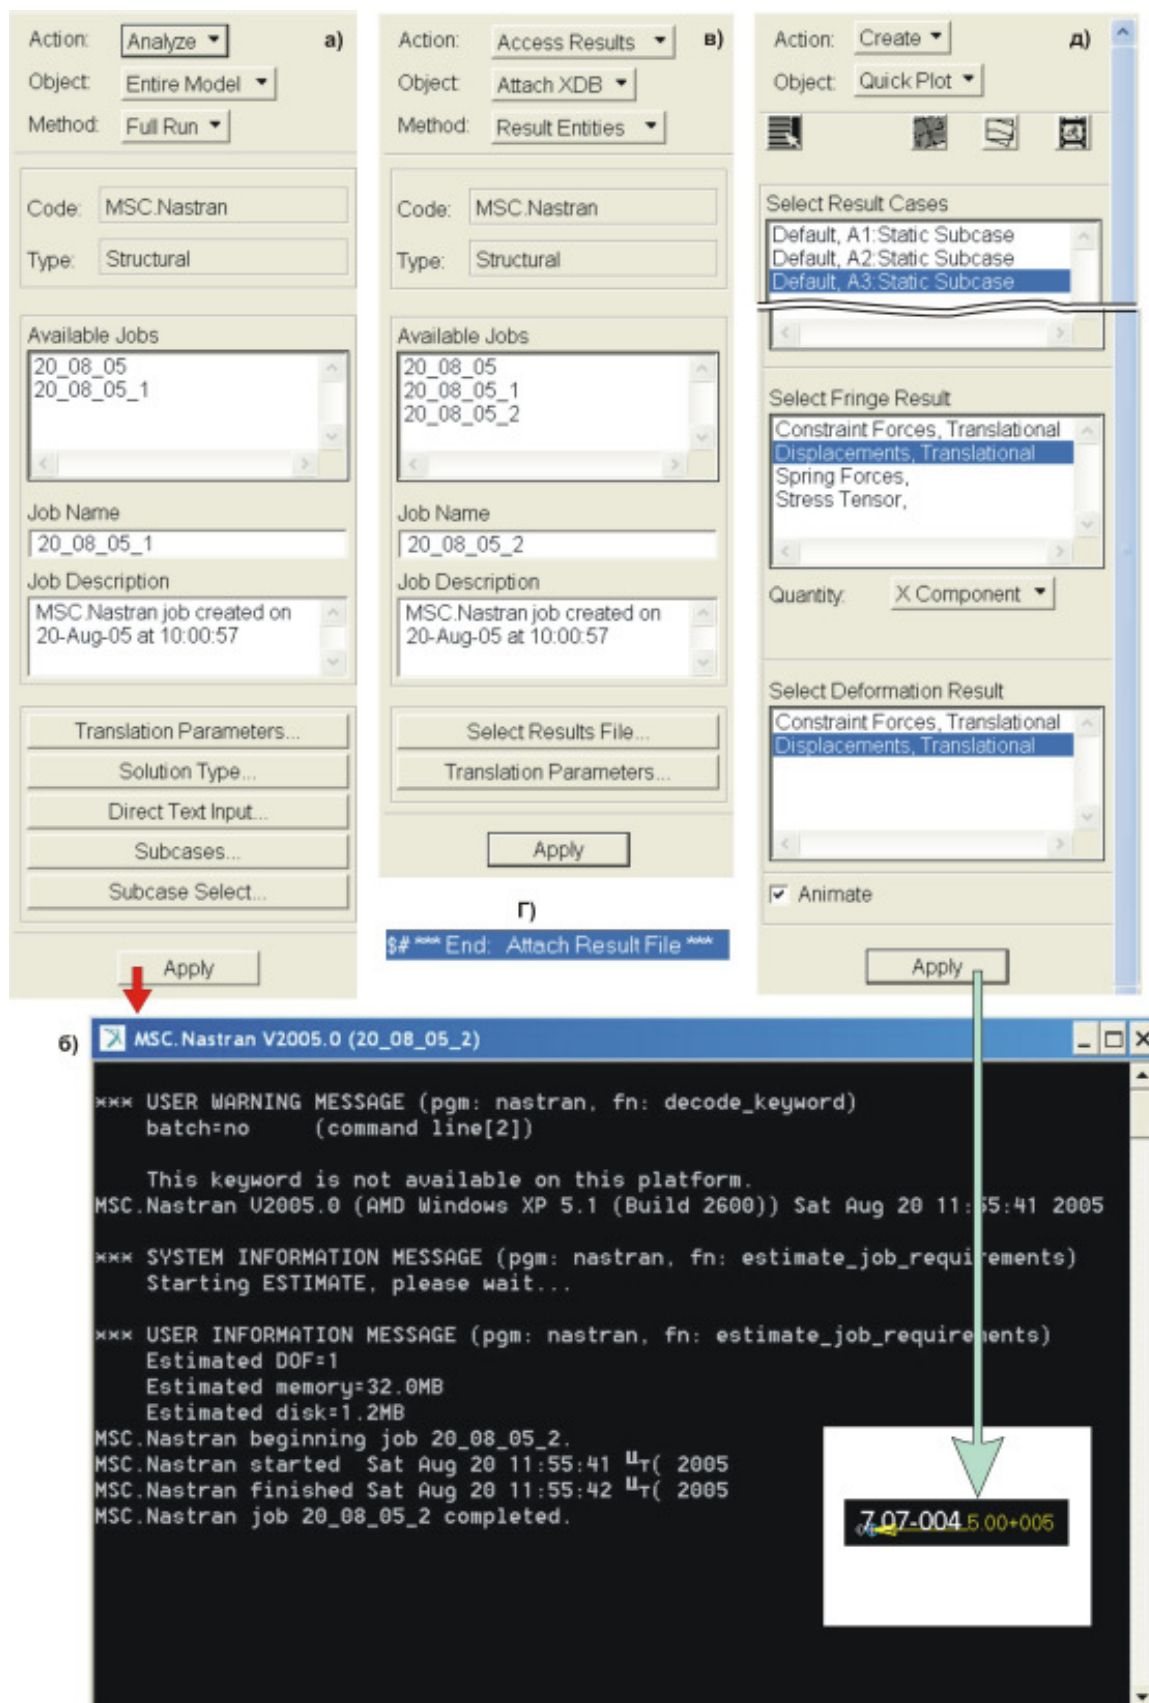 Action: Analyze а)
Object: Entire Model
Method: Full Run
Code: MSC.Nastran
Type: Structural
Available Jobs
20_08_05
20_08_05_1
Job Name
20_08_05_1
Job Description
MSC.Nastran job created on
20-Aug-05 at 10:00:57
Translation Parameters...
Solution Type...
Direct Text Input...
Subcases...
Subcase Select...
Apply
Action: Access Results в)
Object: Attach XDB
Method: Result Entities
Code: MSC.Nastran
Type: Structural
Available Jobs
20_08_05
20_08_05_1
20_08_05_2
Job Name
20_08_05_2
Job Description
MSC.Nastran job created on
20-Aug-05 at 10:00:57
Select Results File...
Translation Parameters...
Apply
Г)
$# *** End: Attach Result File ***
Action: Create д)
Object: Quick Plot
Select Result Cases
Default, A1:Static Subcase
Default, A2:Static Subcase
Default, A3:Static Subcase
Select Fringe Result
Constraint Forces, Translational
Displacements, Translational
Spring Forces,
Stress Tensor,
Quantity: X Component
Select Deformation Result
Constraint Forces, Translational
Displacements, Translational
Animate
Apply
б) MSC.Nastran V2005.0 (20_08_05_2)
*** USER WARNING MESSAGE (pgm: nastran, fn: decode_keyword)
batch=no (command line[2])
This keyword is not available on this platform.
MSC.Nastran V2005.0 (AMD Windows XP 5.1 (Build 2600)) Sat Aug 20 11:55:41 2005
*** SYSTEM INFORMATION MESSAGE (pgm: nastran, fn: estimate_job_requirements)
Starting ESTIMATE, please wait...
*** USER INFORMATION MESSAGE (pgm: nastran, fn: estimate_job_requirements)
Estimated DOF=1
Estimated memory=32.0MB
Estimated disk=1.2MB
MSC.Nastran beginning job 20_08_05_2.
MSC.Nastran started Sat Aug 20 11:55:41 2005
MSC.Nastran finished Sat Aug 20 11:55:42 2005
MSC.Nastran job 20_08_05_2 completed.
7.07-004 5.00+005